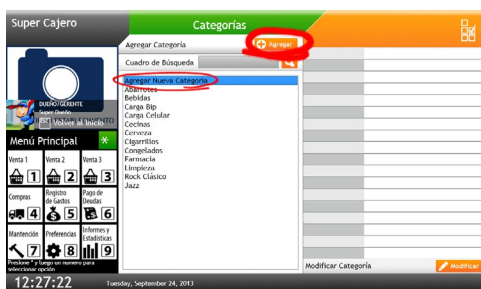 Super Cajero
Categorías
Agregar Categoría
Agregar
Cuadro de Búsqueda
Agregar Nueva Categoría
Abarrotes
Bebidas
Carga Bip
Carga Celular
Cecinas
Cerveza
Cigarrillos
Congelados
Farmacia
Limpieza
Rock Clásico
Jazz
DUEÑO/GERENTE
Super Dueño
Volver al Inicio
Menú Principal *
Venta 1 Venta 2 Venta 3
1 2 3
Compras Registro de Gastos Pago de Deudas
4 5 6
Mantención Preferencias Informes y Estadísticas
7 8 9
Presione * y luego un numero para
seleccionar opción
Modificar Categoría
Modificar
12:27:22
Tuesday, September 24, 2013